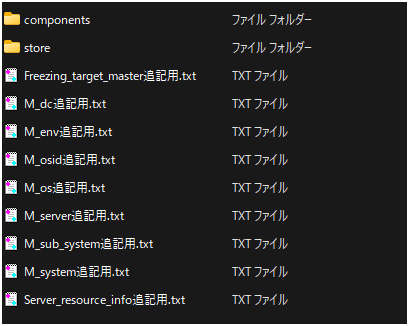 components ファイル フォルダー
store ファイル フォルダー
Freezing_target_master追記用.txt TXT ファイル
M_dc追記用.txt TXT ファイル
M_env追記用.txt TXT ファイル
M_osid追記用.txt TXT ファイル
M_os追記用.txt TXT ファイル
M_server追記用.txt TXT ファイル
M_sub_system追記用.txt TXT ファイル
M_system追記用.txt TXT ファイル
Server_resource_info追記用.txt TXT ファイル